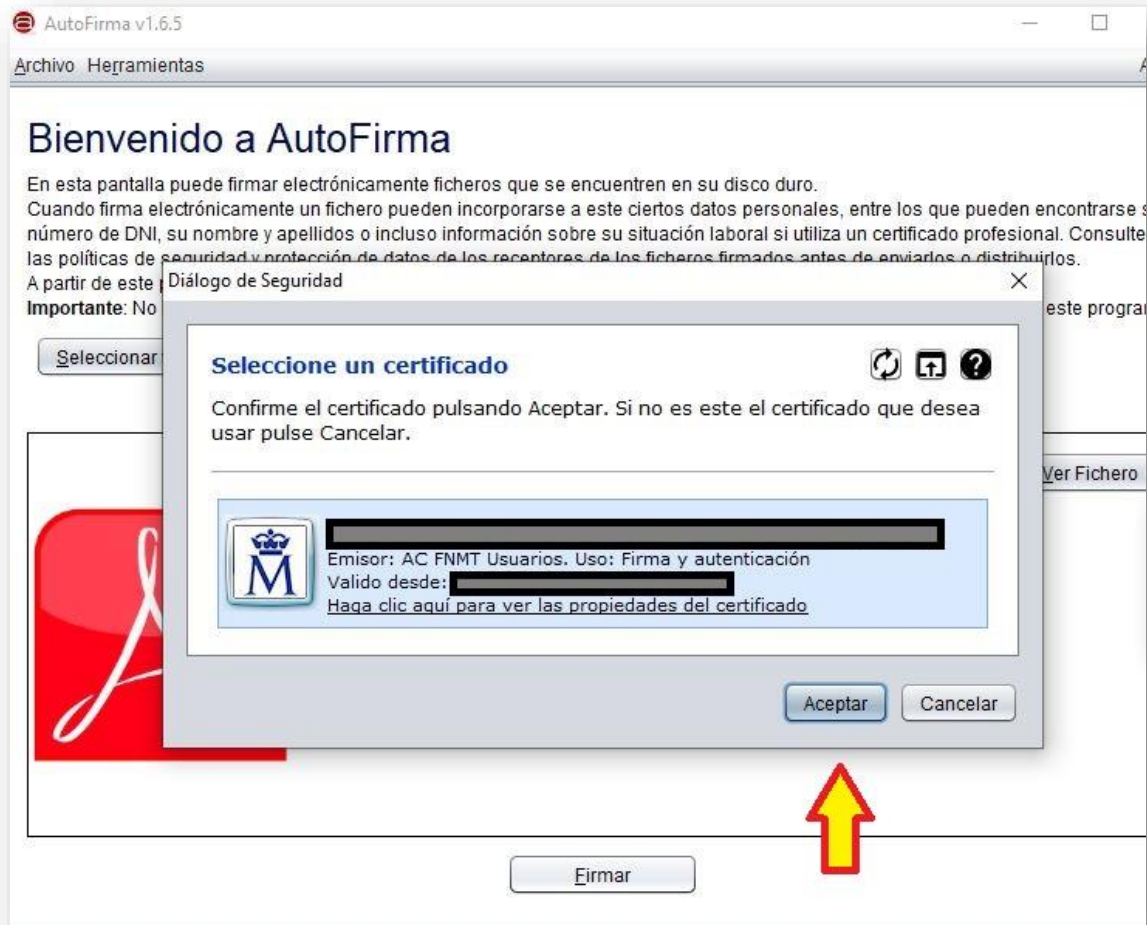 AutoFirma v1.6.5
Archivo Herramientas
Bienvenido a AutoFirma
En esta pantalla puede firmar electrónicamente ficheros que se encuentren en su disco duro.
Cuando firma electrónicamente un fichero pueden incorporarse a este ciertos datos personales, entre los que pueden encontrarse
número de DNI, su nombre y apellidos o incluso información sobre su situación laboral si utiliza un certificado profesional. Consulte
las políticas de seguridad y protección de datos de los receptores de los ficheros firmados antes de enviarlos o distribuirlos.
A partir de este
Importante: No
este progra
Diálogo de Seguridad
Seleccionar
Seleccione un certificado
Confirme el certificado pulsando Aceptar. Si no es este el certificado que desea
usar pulse Cancelar.
Ver Fichero
M
Emisor: AC FNMT Usuarios. Uso: Firma y autenticación
Valido desde:
Haga clic aquí para ver las propiedades del certificado
Aceptar Cancelar
Firmar